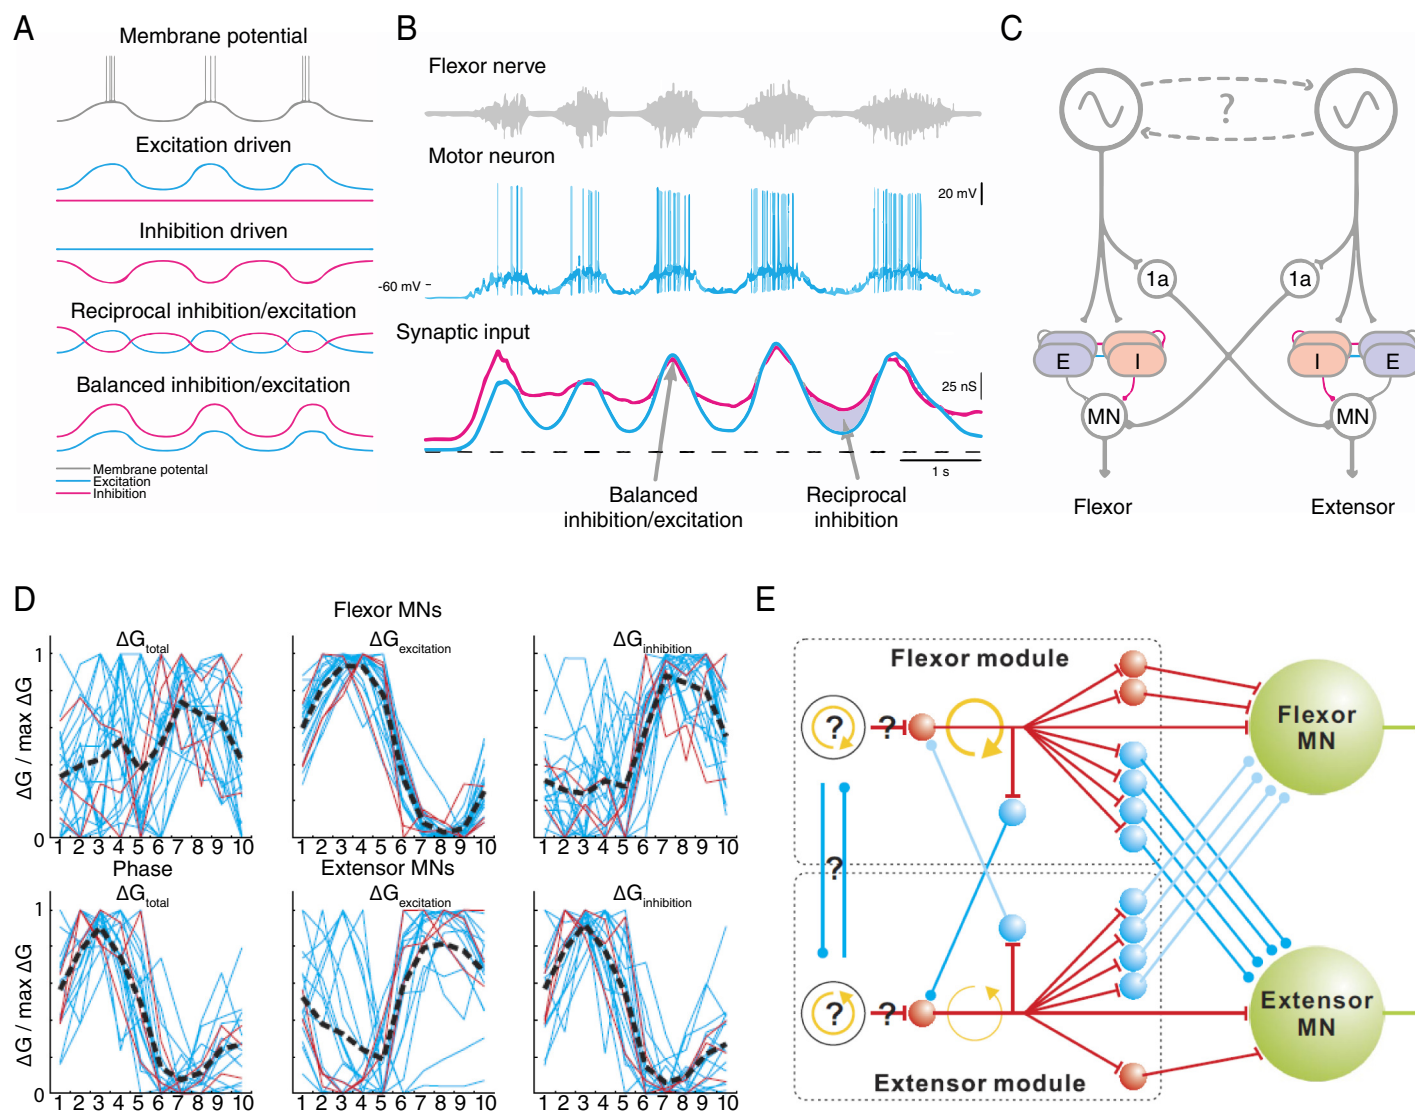 A
Membrane potential
Excitation driven
Inhibition driven
Reciprocal inhibition/excitation
Balanced inhibition/excitation
Membrane potential
Excitation
Inhibition
B
Flexor nerve
Motor neuron
20 mV
-60 mV
Synaptic input
25 nS
1 s
Balanced
inhibition/excitation
Reciprocal
inhibition
C
?
1a
1a
E
I
I
E
MN
MN
Flexor
Extensor
D
Flexor MNs
ΔGtotal
ΔGexcitation
ΔGinhibition
1
ΔG / max ΔG
0
1 2 3 4 5 6 7 8 9 10
1 2 3 4 5 6 7 8 9 10
1 2 3 4 5 6 7 8 9 10
Phase
Extensor MNs
ΔGtotal
ΔGexcitation
ΔGinhibition
1
ΔG / max ΔG
0
1 2 3 4 5 6 7 8 9 10
1 2 3 4 5 6 7 8 9 10
1 2 3 4 5 6 7 8 9 10
E
Flexor module
?
?
Flexor
MN
?
?
?
Extensor
MN
Extensor module